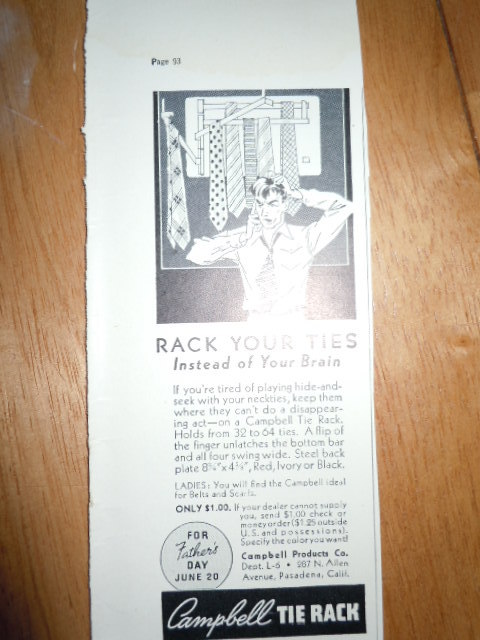 Page 93
RACK YOUR TIES
Instead of Your Brain
If you're tired of playing hide-and-
seek with your neckties, keep them
where they can't do a disappear-
ing act—on a Campbell Tie Rack.
Holds from 32 to 64 ties. A flip of
the finger unlatches the bottom bar
and all four swing wide. Steel back
plate 8¾"x4½", Red, Ivory or Black.
LADIES: You will find the Campbell ideal
for Belts and Scarfs.
ONLY $1.00. If your dealer cannot supply
you, send $1.00 check or
moneyorder ($1.25 outside
U.S. and possessions).
Specify the color you want!
Campbell Products Co.
Dept. L-6 • 267 N. Allen
Avenue, Pasadena, Calif.
FOR
Father's
DAY
JUNE 20
Campbell TIE RACK